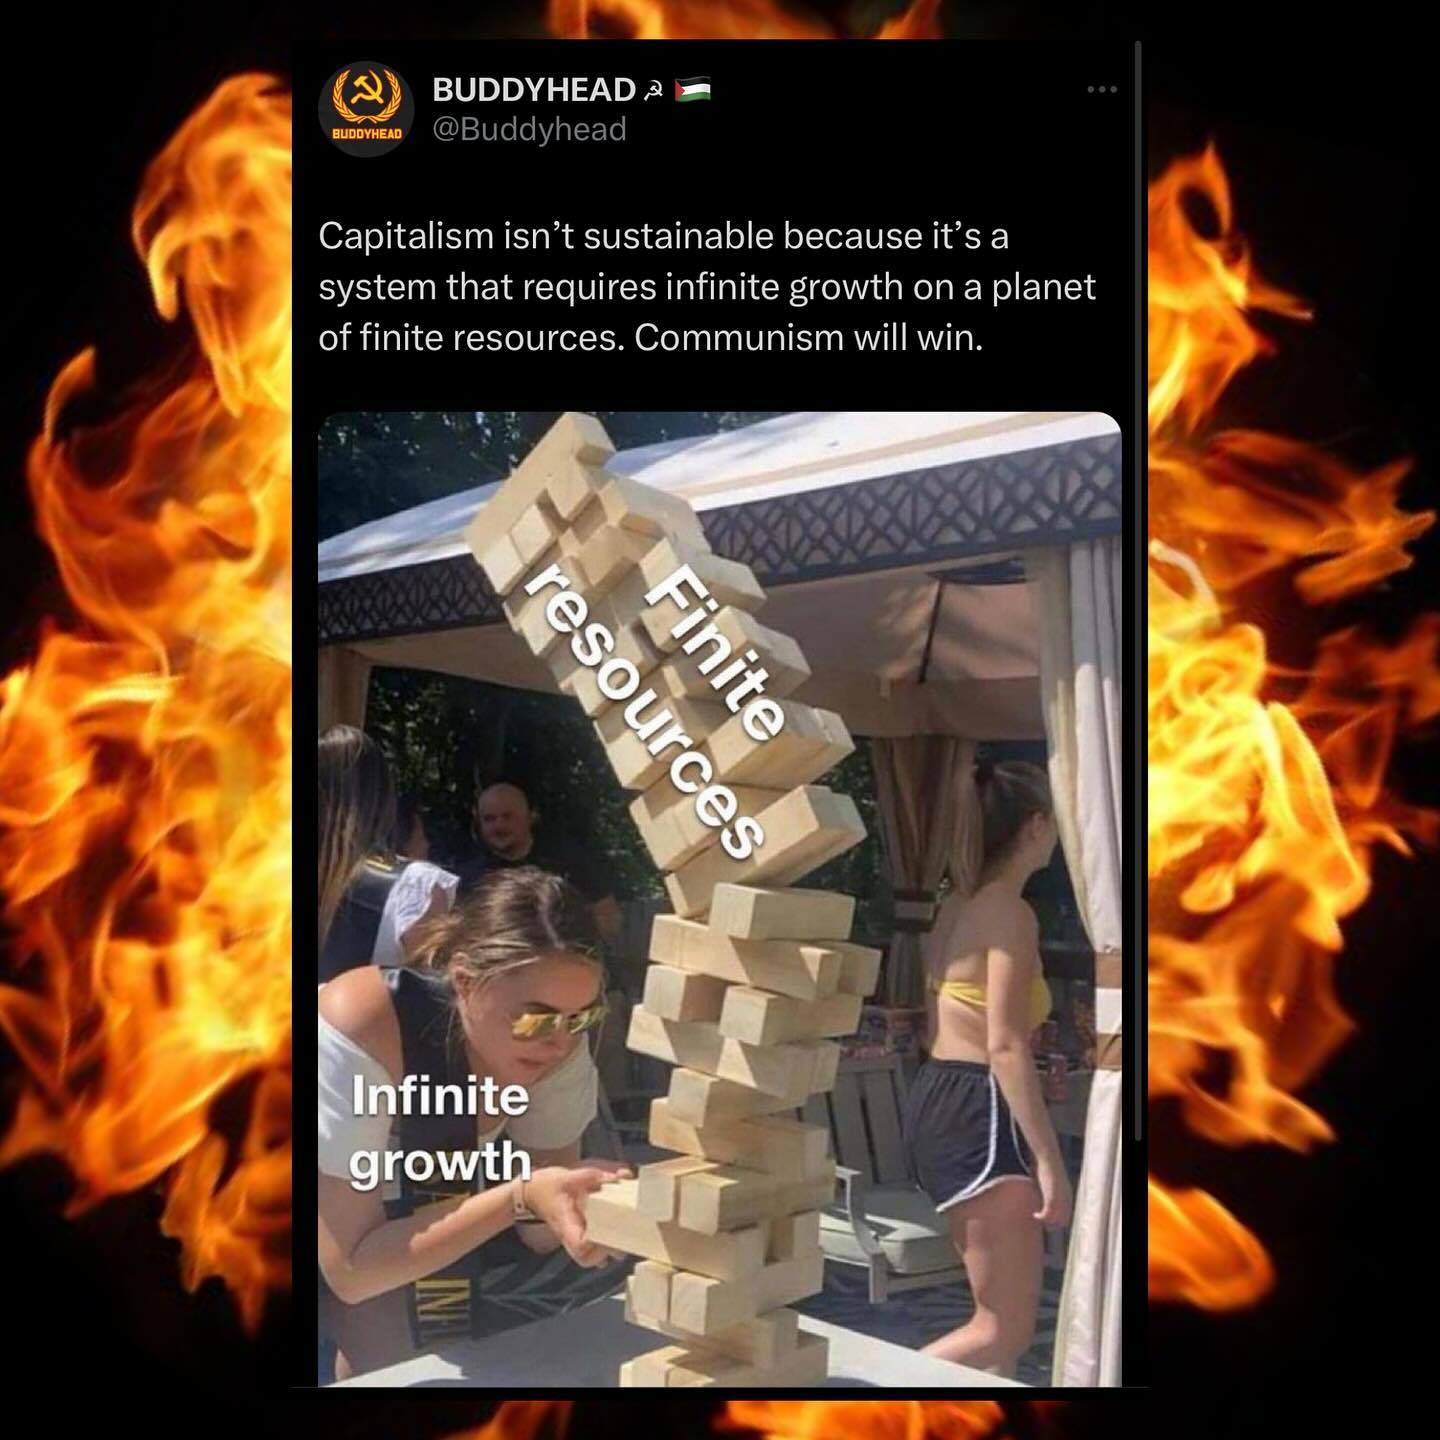 BUDDYHEAD☭🇵🇸
@Buddyhead
BUDDYHEAD
Capitalism isn’t sustainable because it’s a
system that requires infinite growth on a planet
of finite resources. Communism will win.
Finite
resources
Infinite
growth